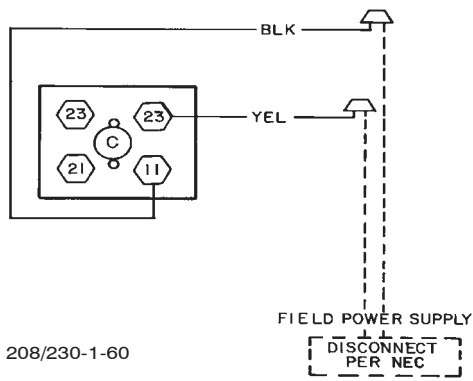 BLK
23
23
YEL
C
21
11
FIELD POWER SUPPLY
208/230-1-60
DISCONNECT
PER NEC